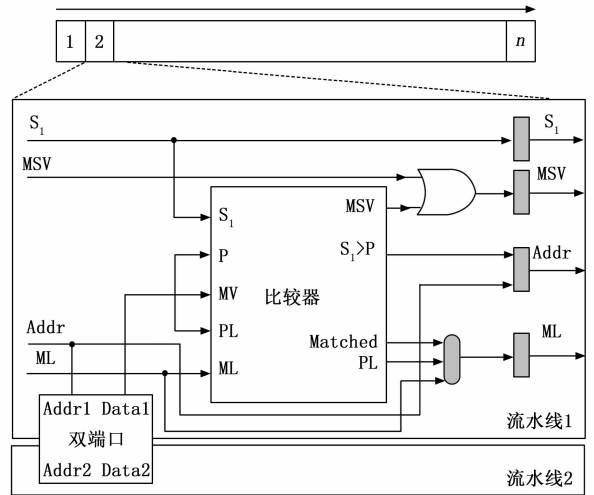 1 2 n
S₁ S₁
MSV MSV
MSV
S₁
S₁>P Addr
P
MV 比较器
Addr PL
ML
ML Matched
ML PL
Addr1 Data1
双端口 流水线1
Addr2 Data2
流水线2